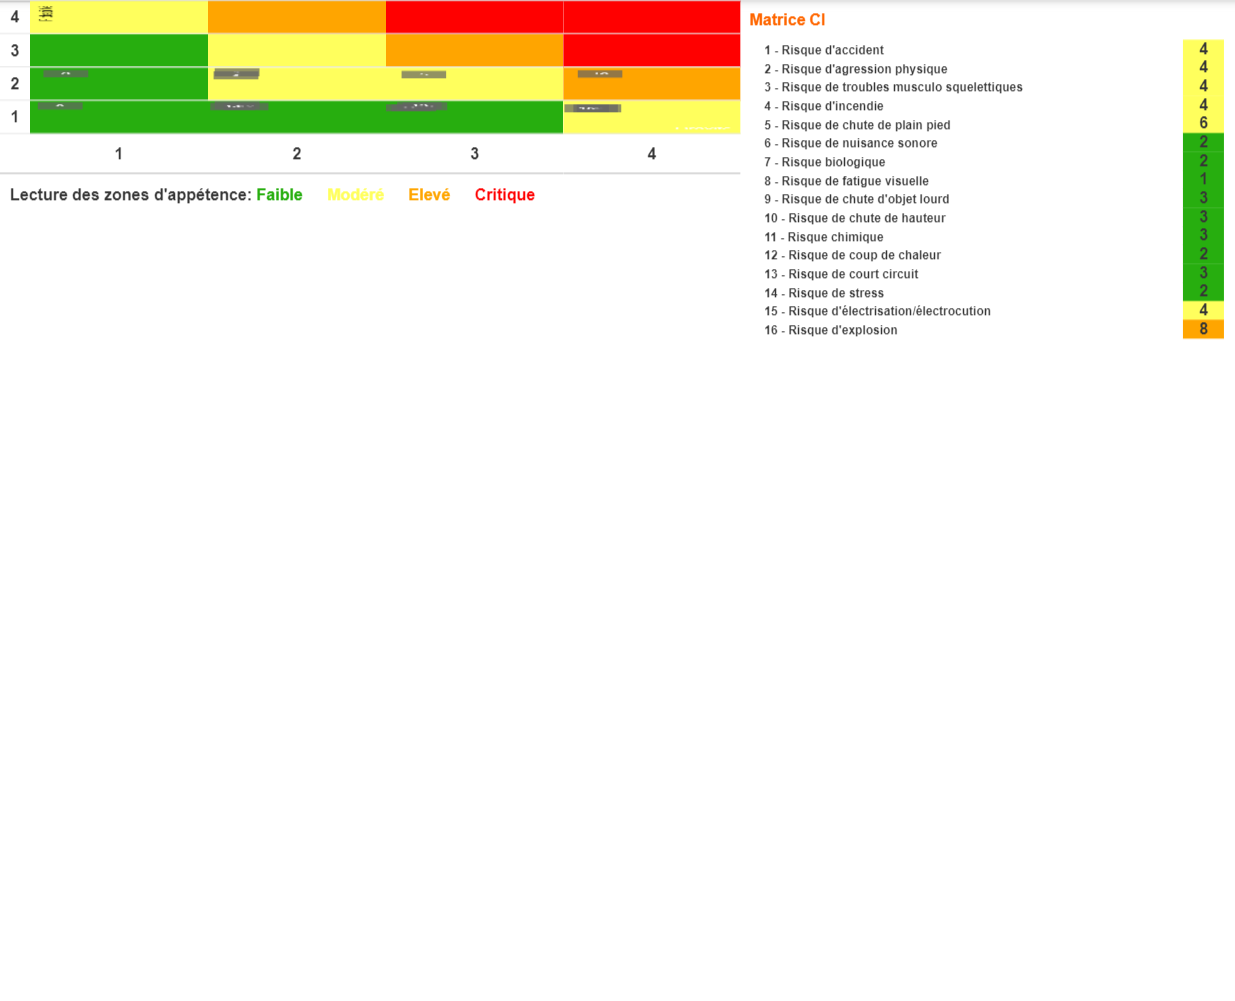 4
3
2
1
1 2 3 4
Lecture des zones d'appétence: Faible Modéré Elevé Critique
Matrice CI
1 - Risque d'accident 4
2 - Risque d'agression physique 4
3 - Risque de troubles musculo squelettiques 4
4 - Risque d'incendie 4
5 - Risque de chute de plain pied 6
6 - Risque de nuisance sonore 2
7 - Risque biologique 2
8 - Risque de fatigue visuelle 1
9 - Risque de chute d'objet lourd 3
10 - Risque de chute de hauteur 3
11 - Risque chimique 3
12 - Risque de coup de chaleur 2
13 - Risque de court circuit 3
14 - Risque de stress 2
15 - Risque d'électrisation/électrocution 4
16 - Risque d'explosion 8